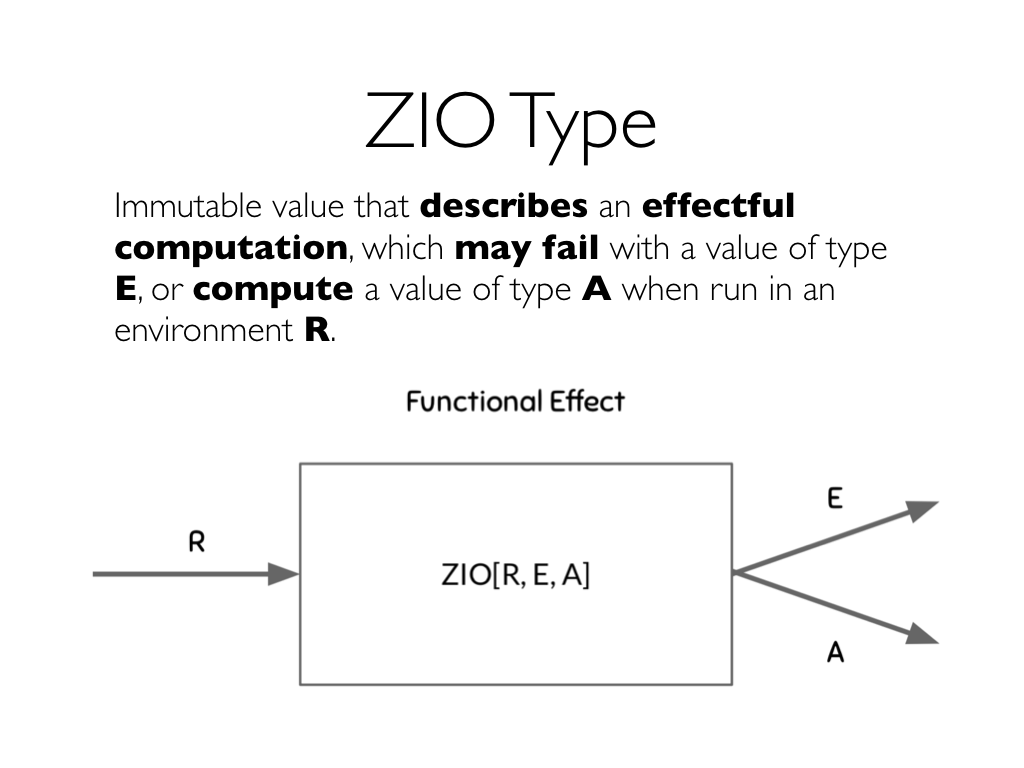 ZIO Type
Immutable value that describes an effectful
computation, which may fail with a value of type
E, or compute a value of type A when run in an
environment R.
Functional Effect
R
ZIO[R, E, A]
E
A